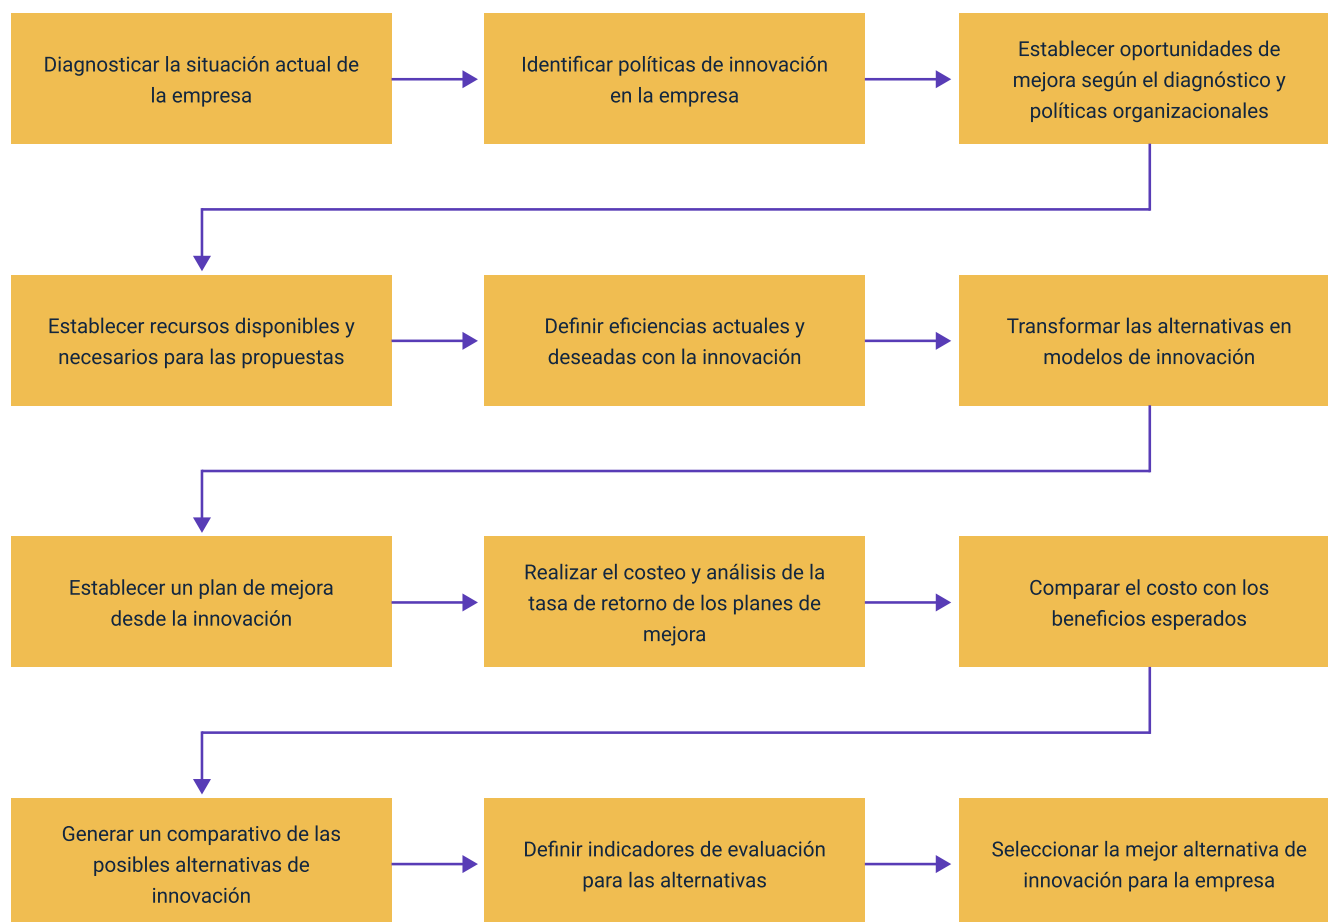 Diagnosticar la situación actual de
la empresa
Identificar políticas de innovación
en la empresa
Establecer oportunidades de
mejora según el diagnóstico y
políticas organizacionales
Establecer recursos disponibles y
necesarios para las propuestas
Definir eficiencias actuales y
deseadas con la innovación
Transformar las alternativas en
modelos de innovación
Establecer un plan de mejora
desde la innovación
Realizar el costeo y análisis de la
tasa de retorno de los planes de
mejora
Comparar el costo con los
beneficios esperados
Generar un comparativo de las
posibles alternativas de
innovación
Definir indicadores de evaluación
para las alternativas
Seleccionar la mejor alternativa de
innovación para la empresa